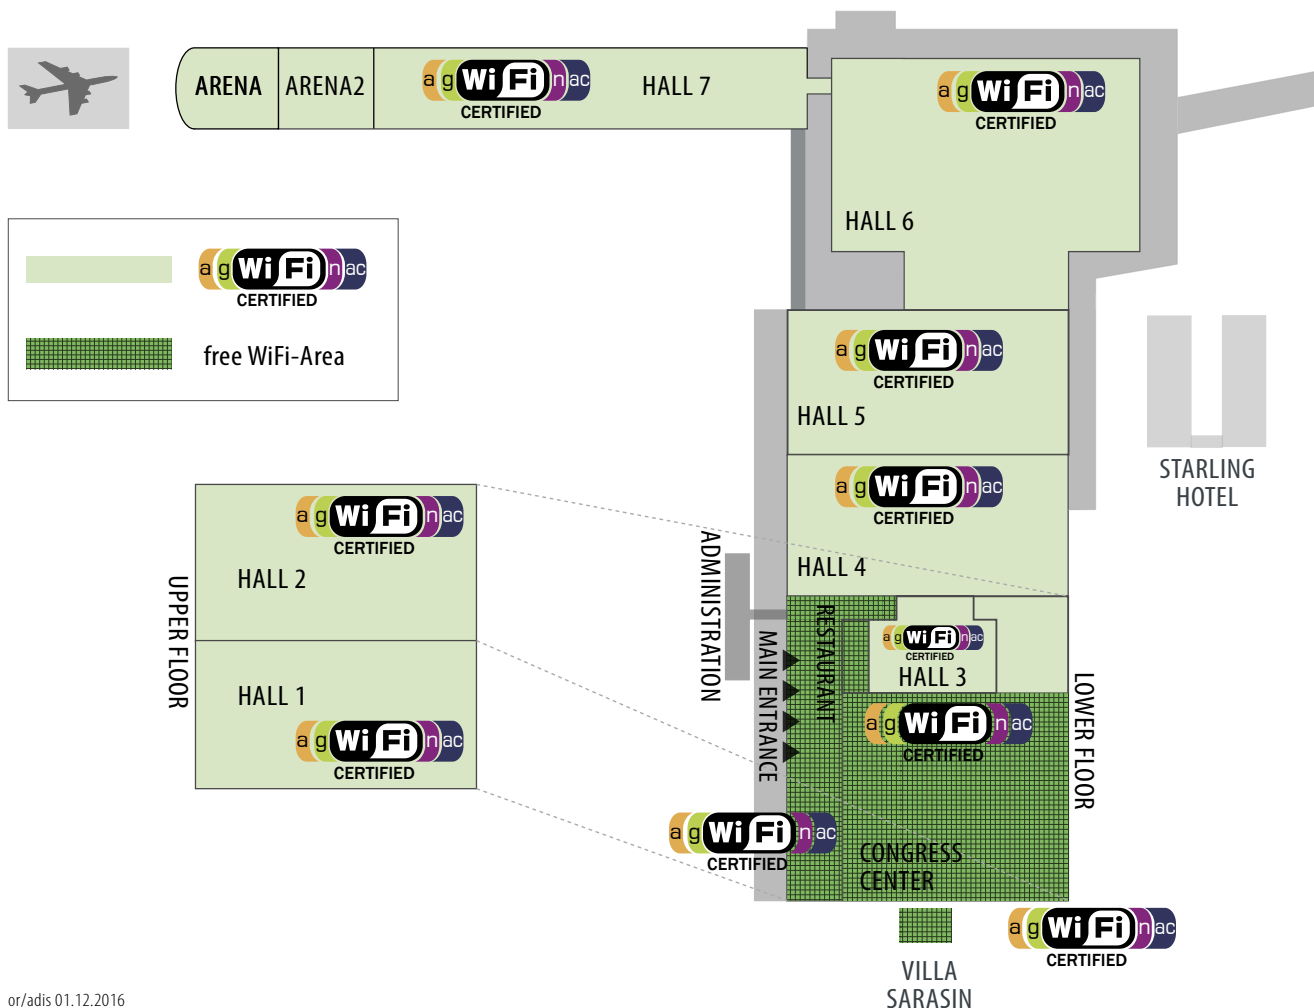 ARENA
ARENA2
a g Wi Fi n ac
CERTIFIED
HALL 7
a g Wi Fi n ac
CERTIFIED
HALL 6
a g Wi Fi n ac
CERTIFIED
free WiFi-Area
a g Wi Fi n ac
CERTIFIED
HALL 5
STARLING
HOTEL
a g Wi Fi n ac
CERTIFIED
HALL 4
UPPER FLOOR
a g Wi Fi n ac
CERTIFIED
HALL 2
HALL 1
a g Wi Fi n ac
CERTIFIED
ADMINISTRATION
MAIN ENTRANCE
RESTAURANT
a g Wi Fi n ac
CERTIFIED
HALL 3
LOWER FLOOR
a g Wi Fi n ac
CERTIFIED
a g Wi Fi n ac
CERTIFIED
CONGRESS
CENTER
a g Wi Fi n ac
CERTIFIED
VILLA
SARASIN
or/adis 01.12.2016